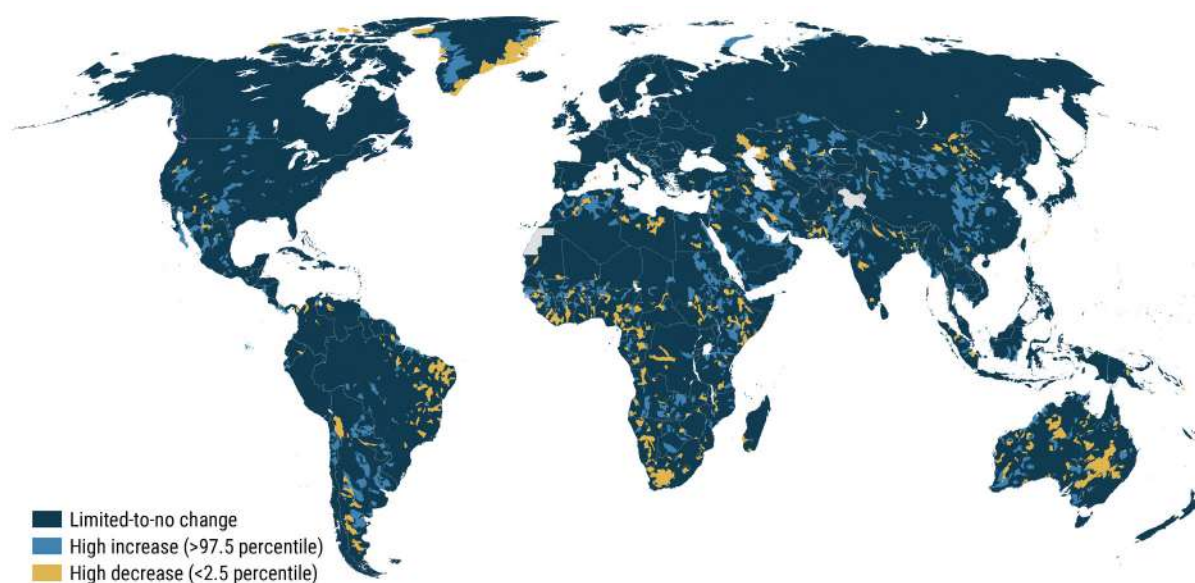 Limited-to-no change
High increase (>97.5 percentile)
High decrease (<2.5 percentile)